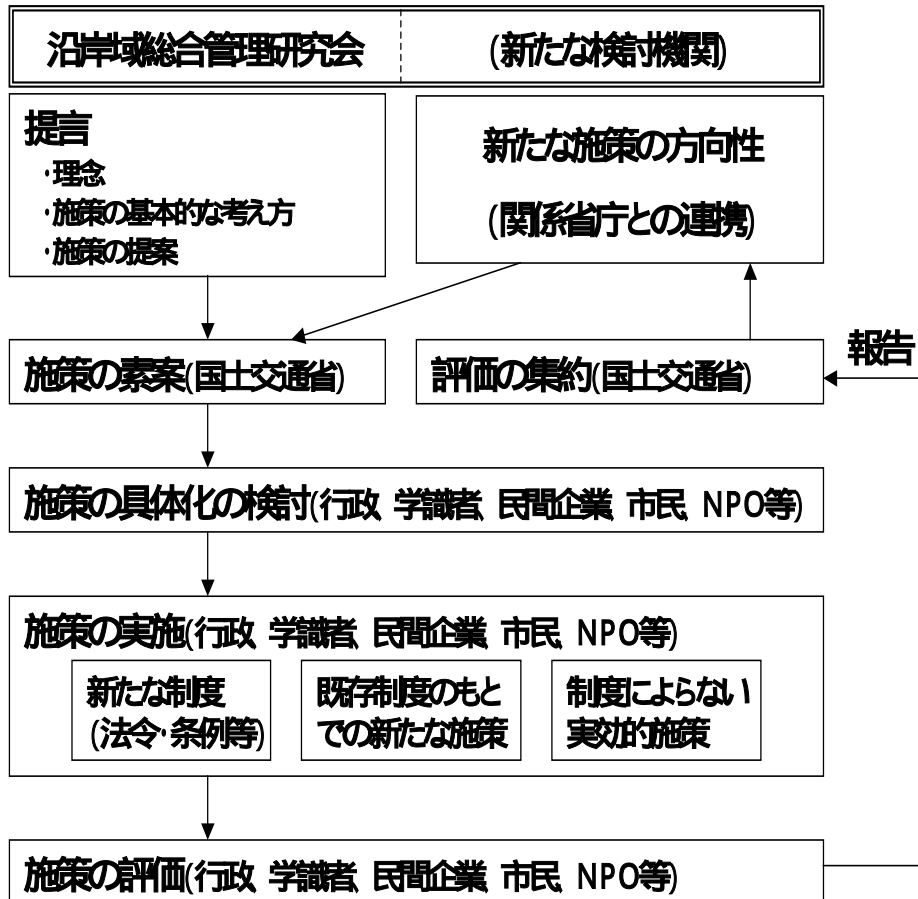 沿岸域総合管理研究会
(新たな検討機関)
提言
・理念
・施策の基本的な考え方
・施策の提案
新たな施策の方向性
(関係省庁との連携)
施策の素案(国土交通省)
評価の集約(国土交通省)
報告
施策の具体化の検討(行政、学識者、民間企業、市民、NPO等)
施策の実施(行政、学識者、民間企業、市民、NPO等)
新たな制度
(法令・条例等)
既存制度のもと
での新たな施策
制度によらない
実効的施策
施策の評価(行政、学識者、民間企業、市民、NPO等)